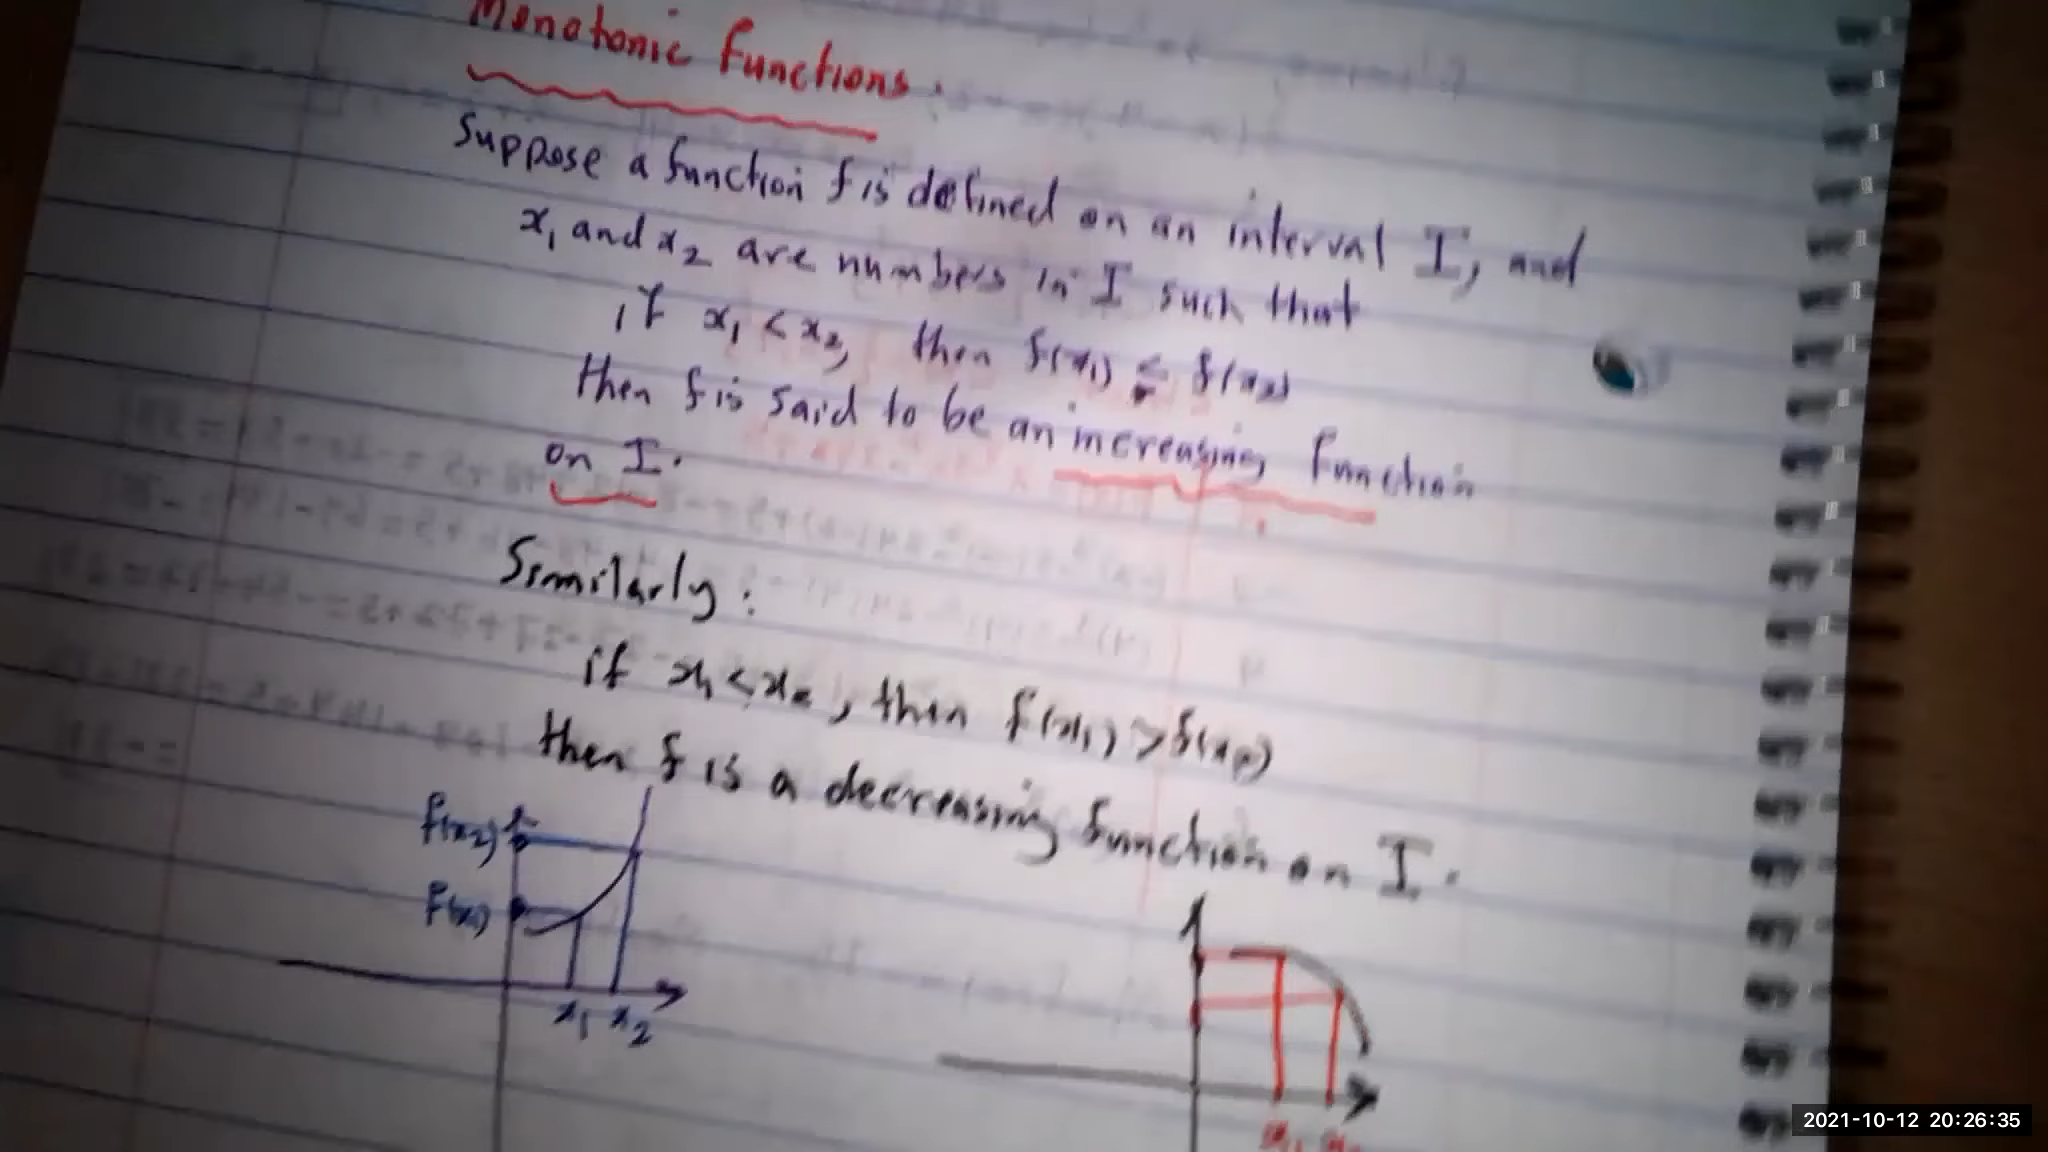 Monotonic Functions.
Suppose a function f is defined on an interval I, and
x₁ and x₂ are numbers in I such that
if x₁ < x₂, then f(x₁) ≤ f(x₂)
then f is said to be an increasing function
on I.
Similarly:
if x₁ < x₂, then f(x₁) > f(x₂)
then f is a decreasing function on I.
f(x₂)
f(x₁)
x₁ x₂
x₁
2021-10-12 20:26:35